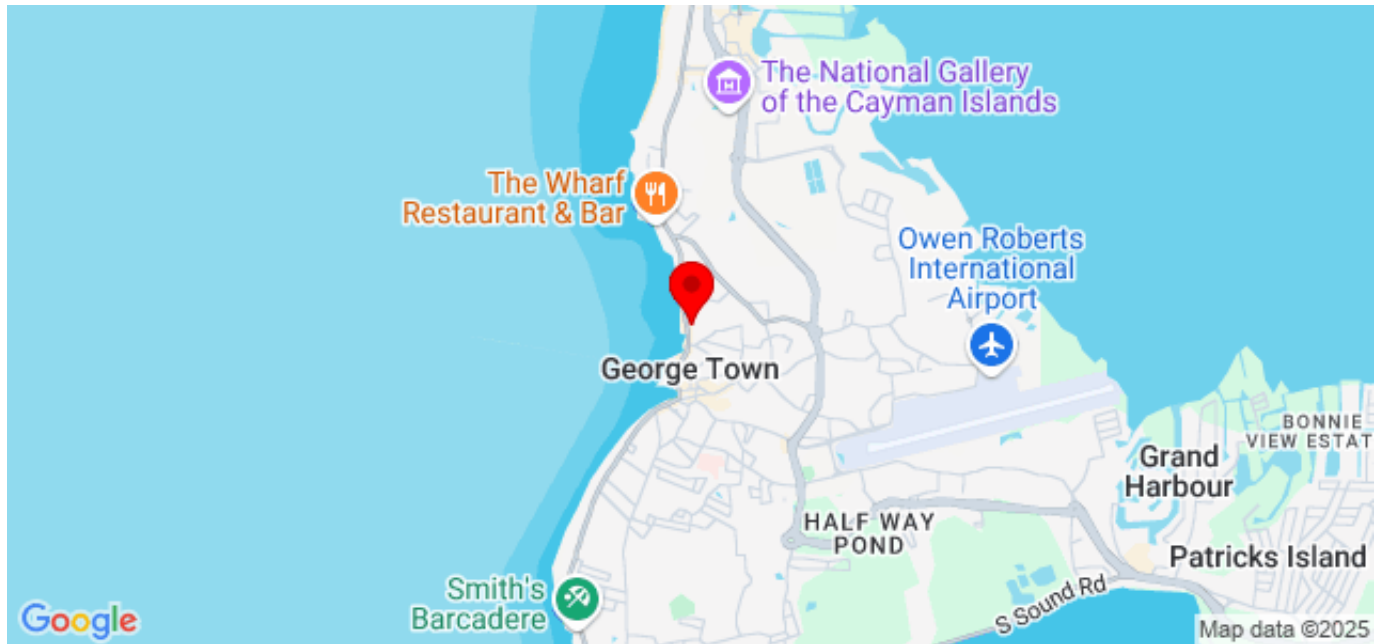 The National Gallery
of the Cayman Islands
The Wharf
Restaurant & Bar
Owen Roberts
International
Airport
George Town
BONNIE
VIEW ESTAT
Grand
Harbour
HALF WAY
POND
Patricks Island
Smith's
Barcadere
S Sound Rd
Google
Map data ©2025